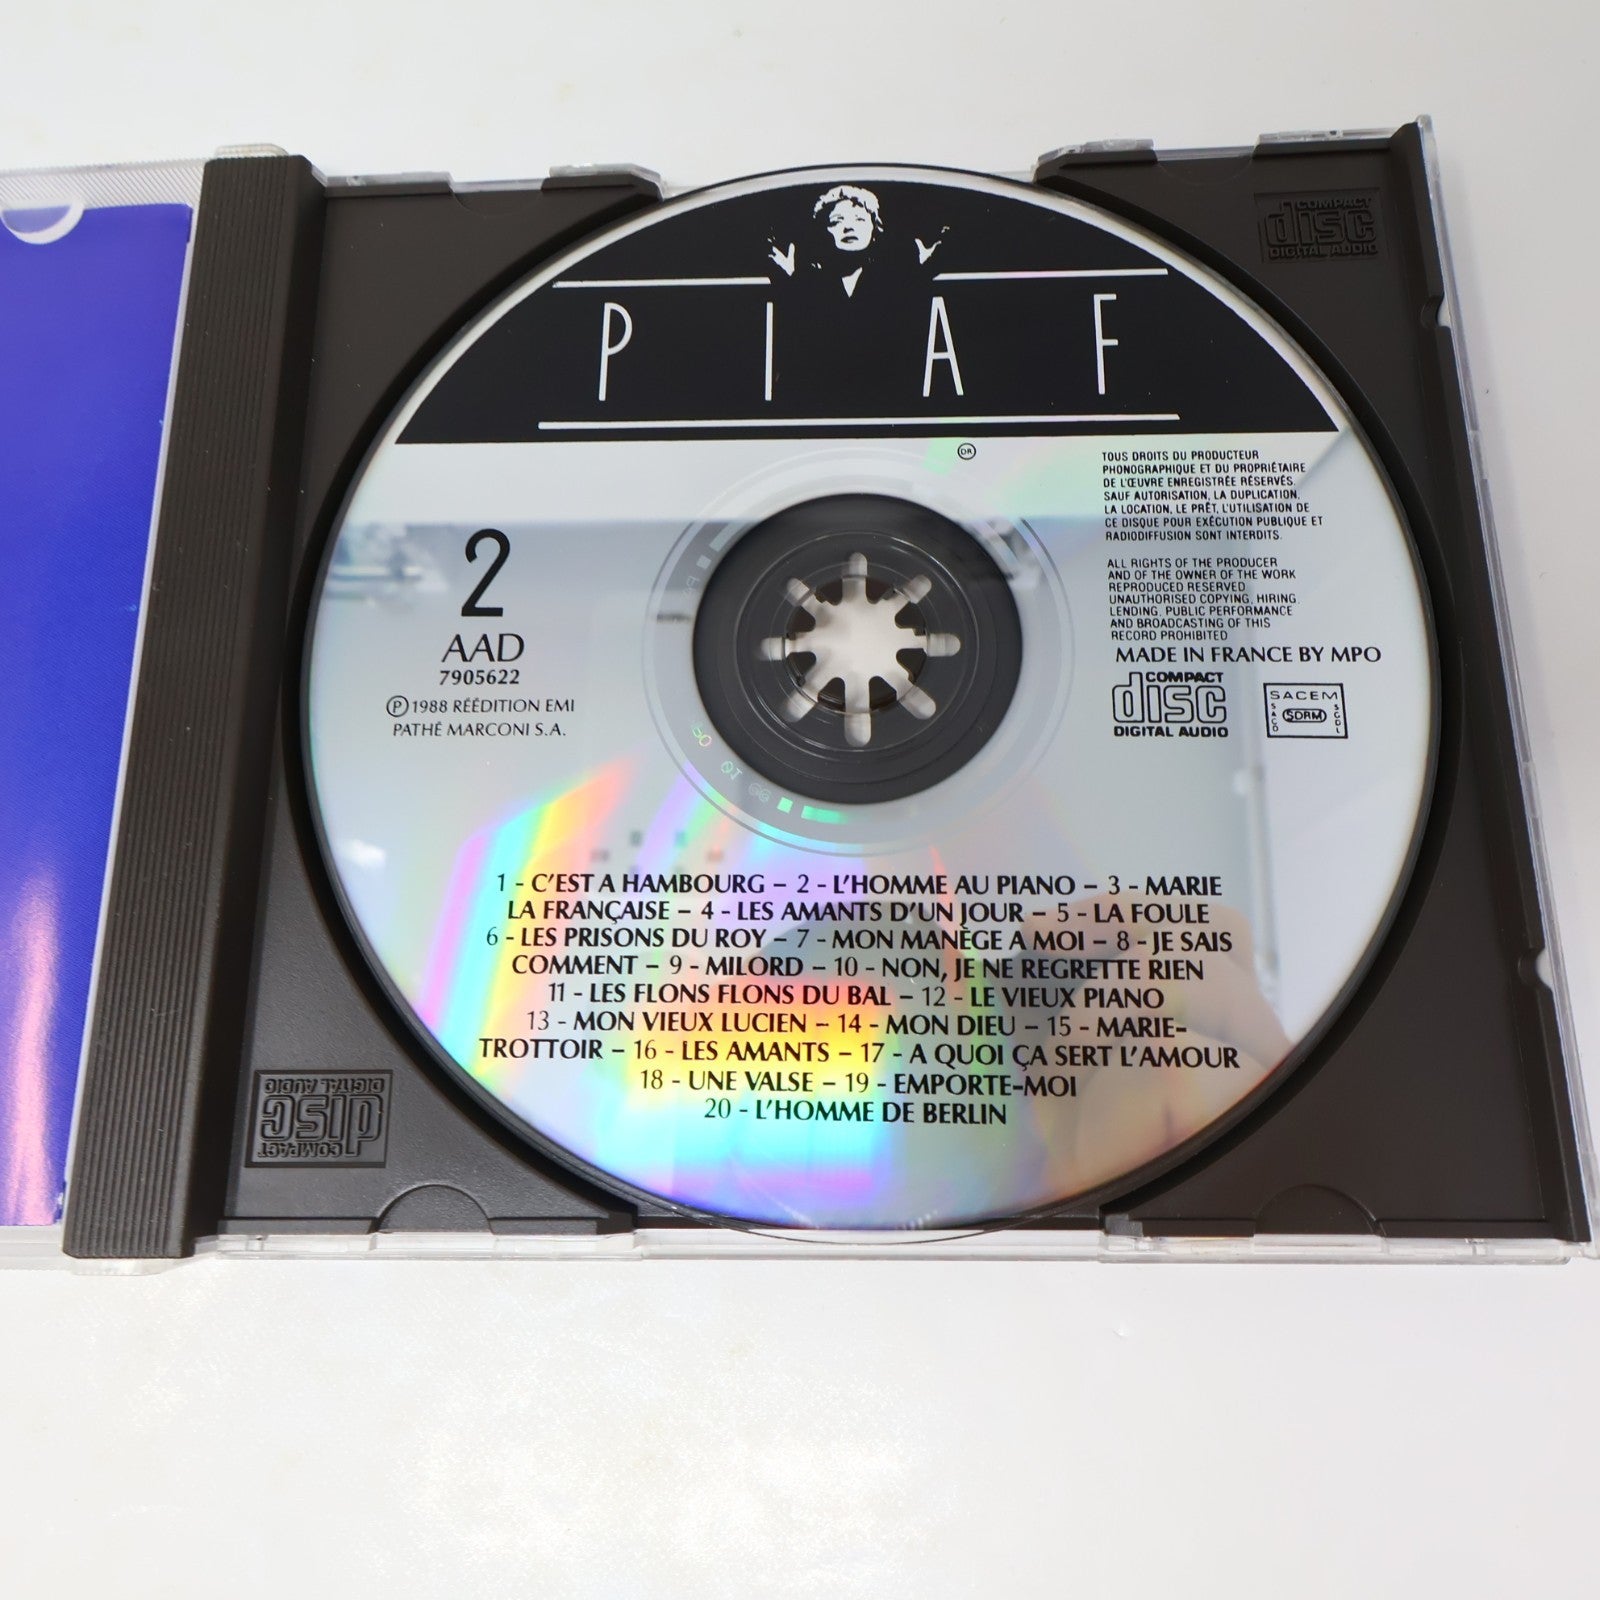 PIAF
DR
TOUS DROITS DU PRODUCTEUR
PHONOGRAPHIQUE ET DU PROPRIÉTAIRE
DE L'ŒUVRE ENREGISTRÉE RÉSERVÉS.
SAUF AUTORISATION, LA DUPLICATION,
LA LOCATION, LE PRÊT, L'UTILISATION DE
CE DISQUE POUR EXÉCUTION PUBLIQUE ET
RADIODIFFUSION SONT INTERDITS.
ALL RIGHTS OF THE PRODUCER
AND OF THE OWNER OF THE WORK
REPRODUCED RESERVED
UNAUTHORISED COPYING, HIRING,
LENDING, PUBLIC PERFORMANCE
AND BROADCASTING OF THIS
RECORD PROHIBITED
MADE IN FRANCE BY MPO
COMPACT
disc
DIGITAL AUDIO
SACEM
SACD
SDRM
SGDL
2
AAD
7905622
Ⓟ 1988 RÉÉDITION EMI
PATHÉ MARCONI S.A.
1 - C'EST A HAMBOURG – 2 - L'HOMME AU PIANO – 3 - MARIE
LA FRANÇAISE – 4 - LES AMANTS D'UN JOUR – 5 - LA FOULE
6 - LES PRISONS DU ROY – 7 - MON MANÈGE A MOI – 8 - JE SAIS
COMMENT – 9 - MILORD – 10 - NON, JE NE REGRETTE RIEN
11 - LES FLONS FLONS DU BAL – 12 - LE VIEUX PIANO
13 - MON VIEUX LUCIEN – 14 - MON DIEU – 15 - MARIE-
TROTTOIR – 16 - LES AMANTS – 17 - A QUOI ÇA SERT L'AMOUR
18 - UNE VALSE – 19 - EMPORTE-MOI
20 - L'HOMME DE BERLIN
COMPACT
disc
DIGITAL AUDIO
COMPACT
disc
DIGITAL AUDIO